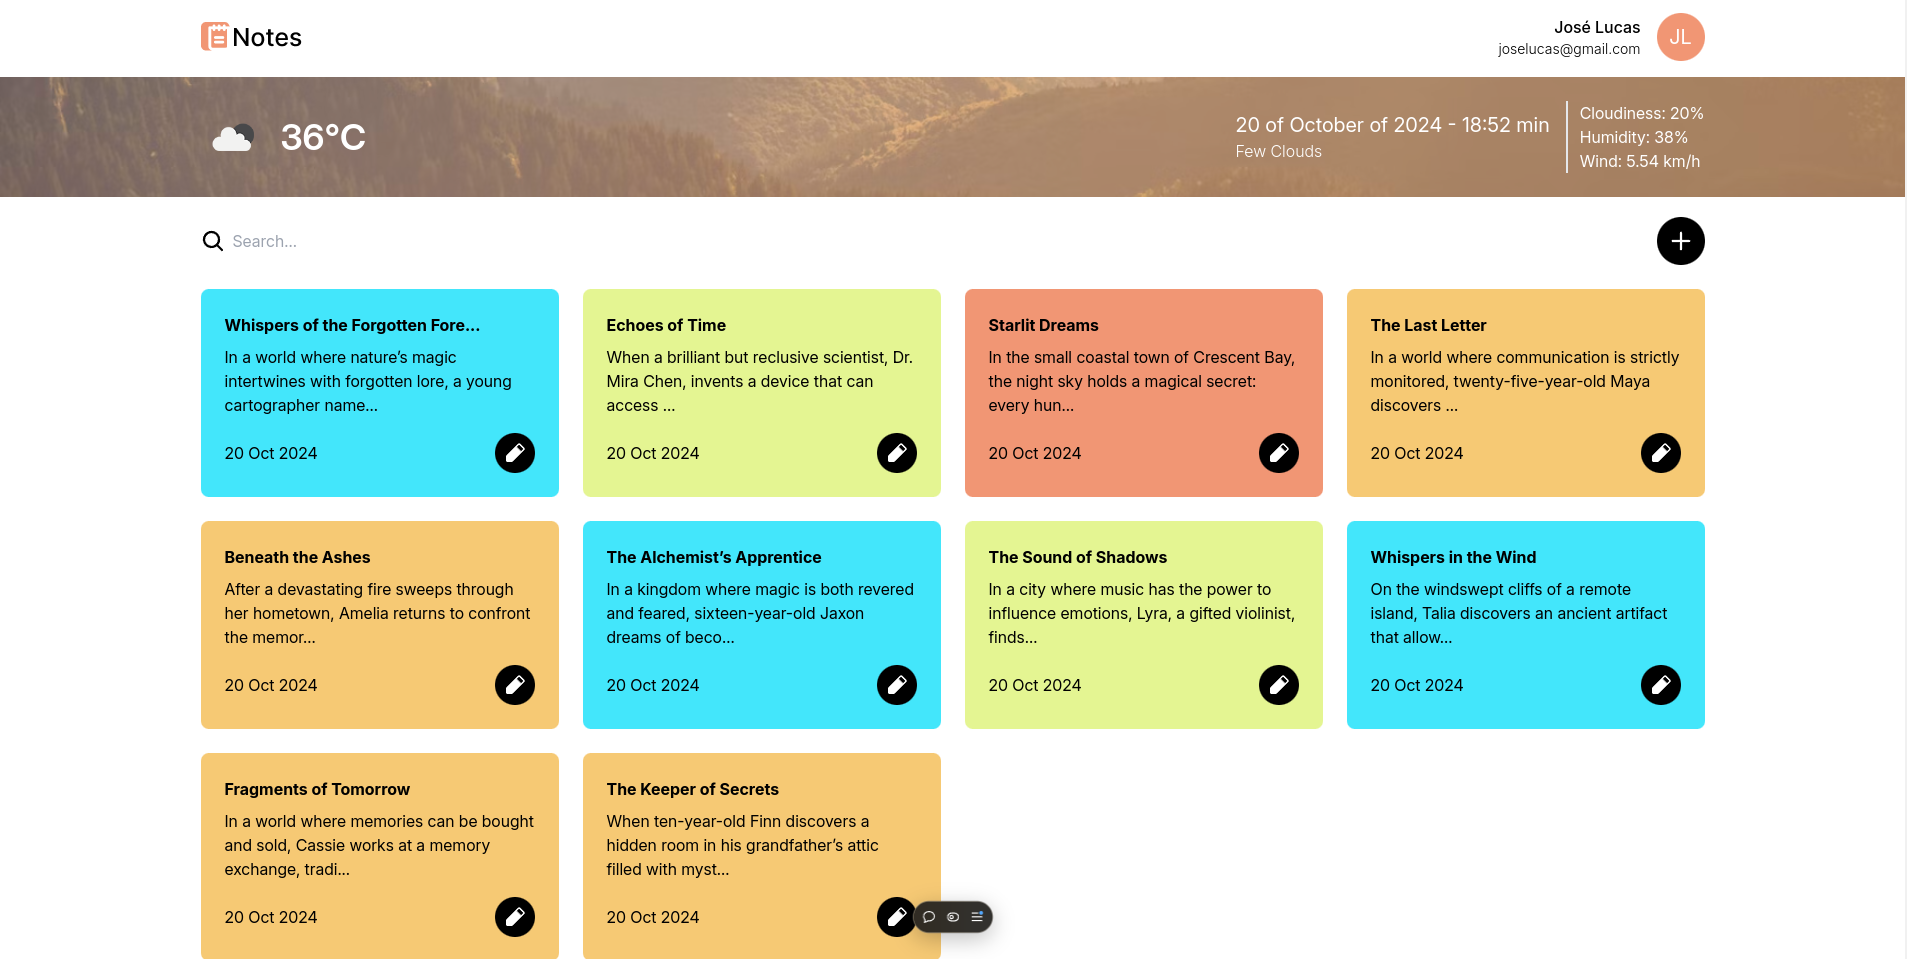 Notes
José Lucas
joselucas@gmail.com
JL
36°C
20 of October of 2024 - 18:52 min
Few Clouds
Cloudiness: 20%
Humidity: 38%
Wind: 5.54 km/h
Search...
Whispers of the Forgotten Fore...
In a world where nature’s magic
intertwines with forgotten lore, a young
cartographer name...
20 Oct 2024
Echoes of Time
When a brilliant but reclusive scientist, Dr.
Mira Chen, invents a device that can
access ...
20 Oct 2024
Starlit Dreams
In the small coastal town of Crescent Bay,
the night sky holds a magical secret:
every hun...
20 Oct 2024
The Last Letter
In a world where communication is strictly
monitored, twenty-five-year-old Maya
discovers ...
20 Oct 2024
Beneath the Ashes
After a devastating fire sweeps through
her hometown, Amelia returns to confront
the memor...
20 Oct 2024
The Alchemist’s Apprentice
In a kingdom where magic is both revered
and feared, sixteen-year-old Jaxon
dreams of beco...
20 Oct 2024
The Sound of Shadows
In a city where music has the power to
influence emotions, Lyra, a gifted violinist,
finds...
20 Oct 2024
Whispers in the Wind
On the windswept cliffs of a remote
island, Talia discovers an ancient artifact
that allow...
20 Oct 2024
Fragments of Tomorrow
In a world where memories can be bought
and sold, Cassie works at a memory
exchange, tradi...
20 Oct 2024
The Keeper of Secrets
When ten-year-old Finn discovers a
hidden room in his grandfather’s attic
filled with myst...
20 Oct 2024